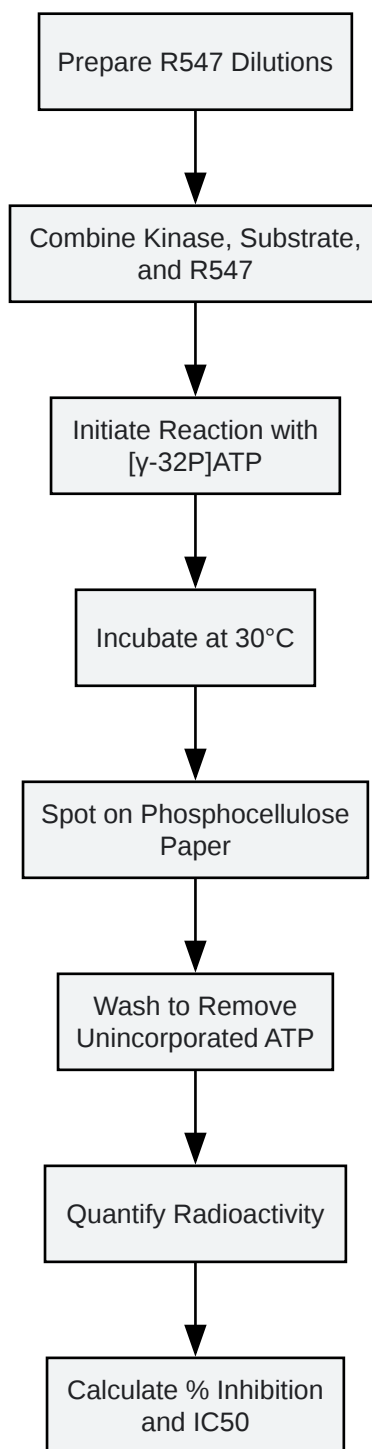 Prepare R547 Dilutions
Combine Kinase, Substrate,
and R547
Initiate Reaction with
[γ-32P]ATP
Incubate at 30°C
Spot on Phosphocellulose
Paper
Wash to Remove
Unincorporated ATP
Quantify Radioactivity
Calculate % Inhibition
and IC50